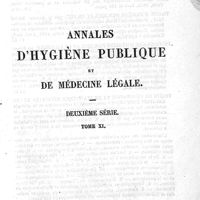 ANNALES
D'HYGIÈNE PUBLIQUE
ET
DE MÉDECINE LÉGALE.
DEUXIÈME SÉRIE.
TOME XI.